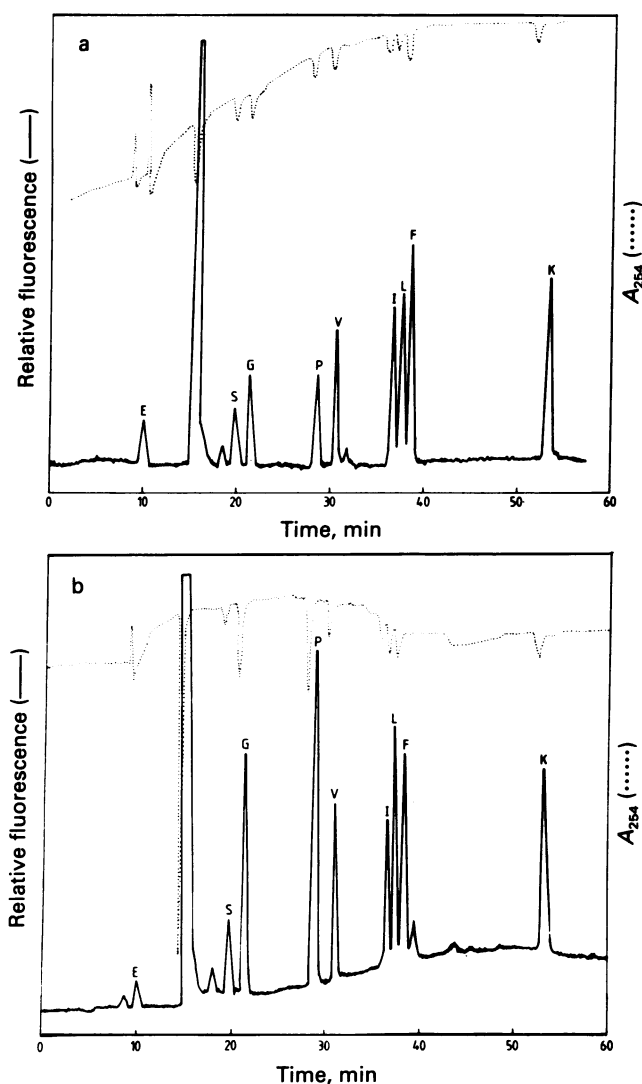 a
Relative fluorescence (——)
A254 (······)
E
S
G
P
V
I
L
F
K
0 10 20 30 40 50 60
Time, min
b
Relative fluorescence (——)
A254 (······)
E
S
G
P
V
I
L
F
K
0 10 20 30 40 50 60
Time, min